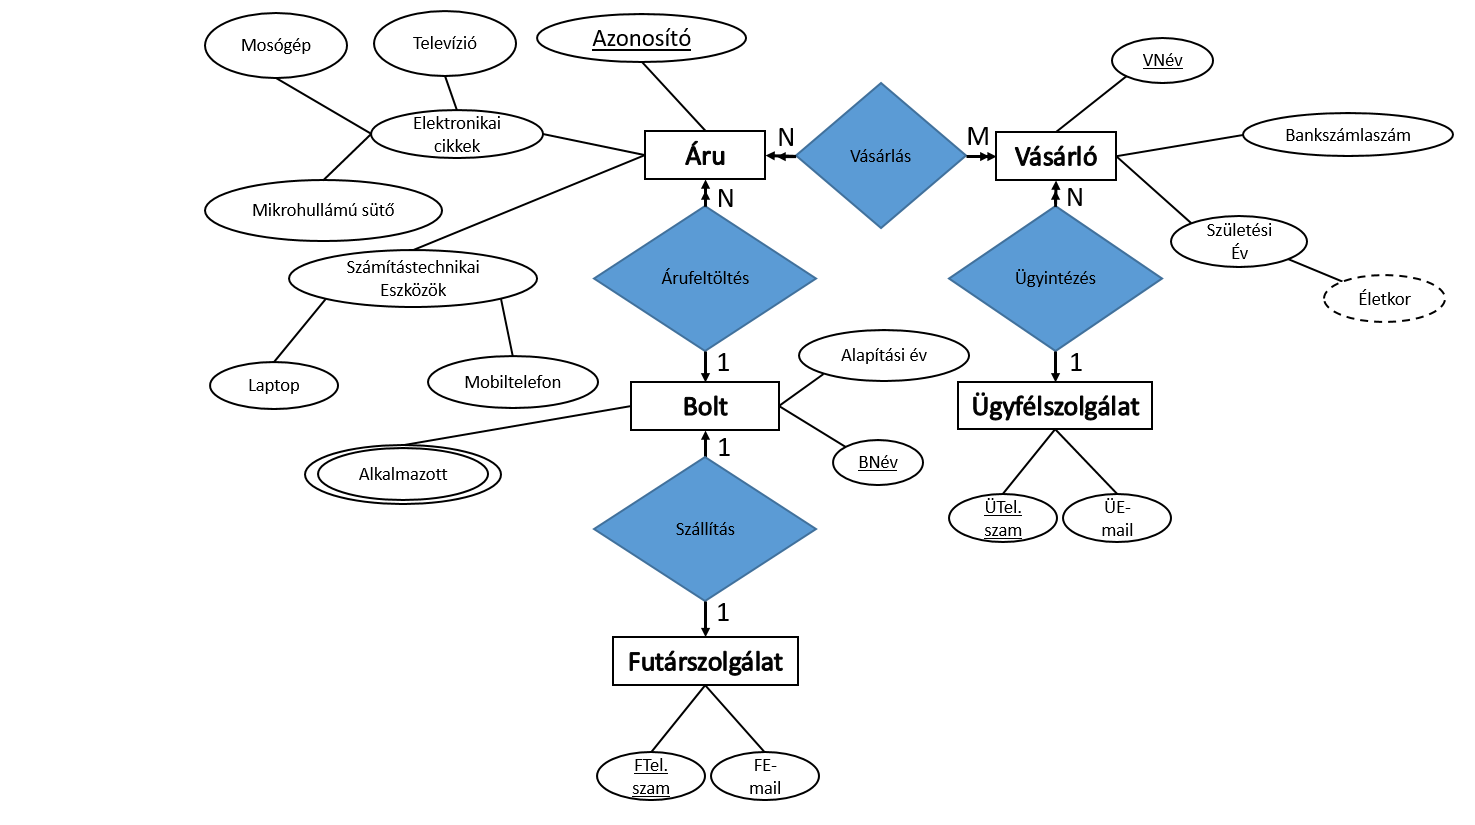 Mosógép
Televízió
Azonosító
VNév
Elektronikai
cikkek
Áru
N
Vásárlás
M
Vásárló
Bankszámlaszám
Mikrohullámú sütő
N
N
Születési
Év
Számítástechnikai
Eszközök
Árufeltöltés
Ügyintézés
Életkor
Laptop
Mobiltelefon
1
Alapítási év
1
Bolt
Ügyfélszolgálat
Alkalmazott
1
BNév
Szállítás
ÜTel.
szam
ÜE-
mail
1
Futárszolgálat
FTel.
szam
FE-
mail